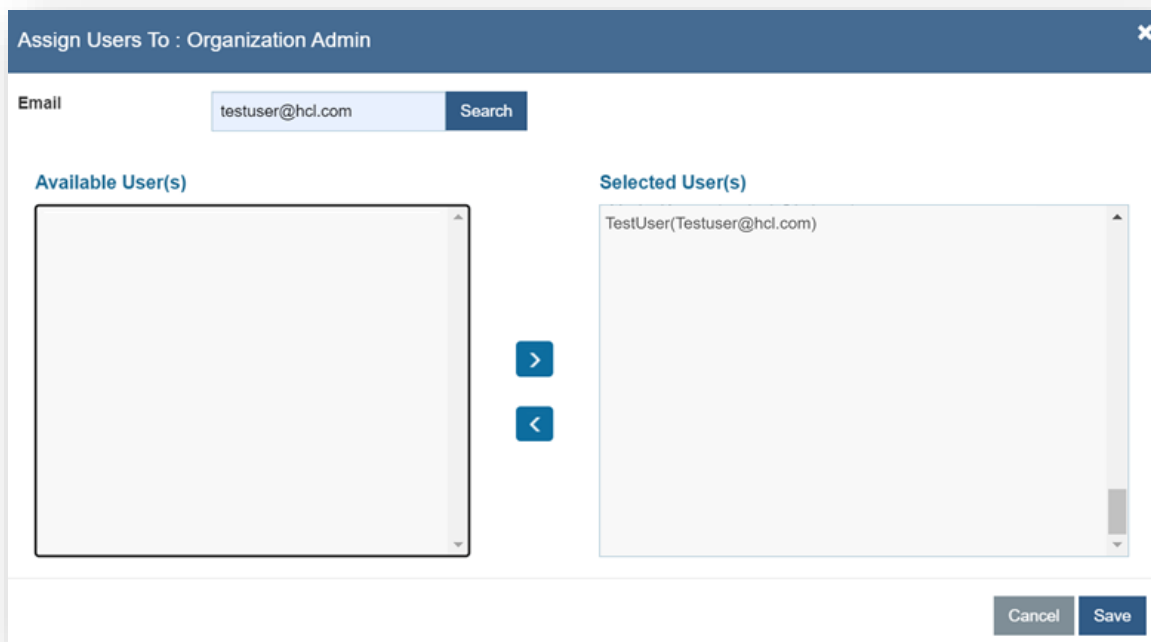 Assign Users To : Organization Admin
Email
testuser@hcl.com
Search
Available User(s)
Selected User(s)
TestUser(Testuser@hcl.com)
Cancel
Save